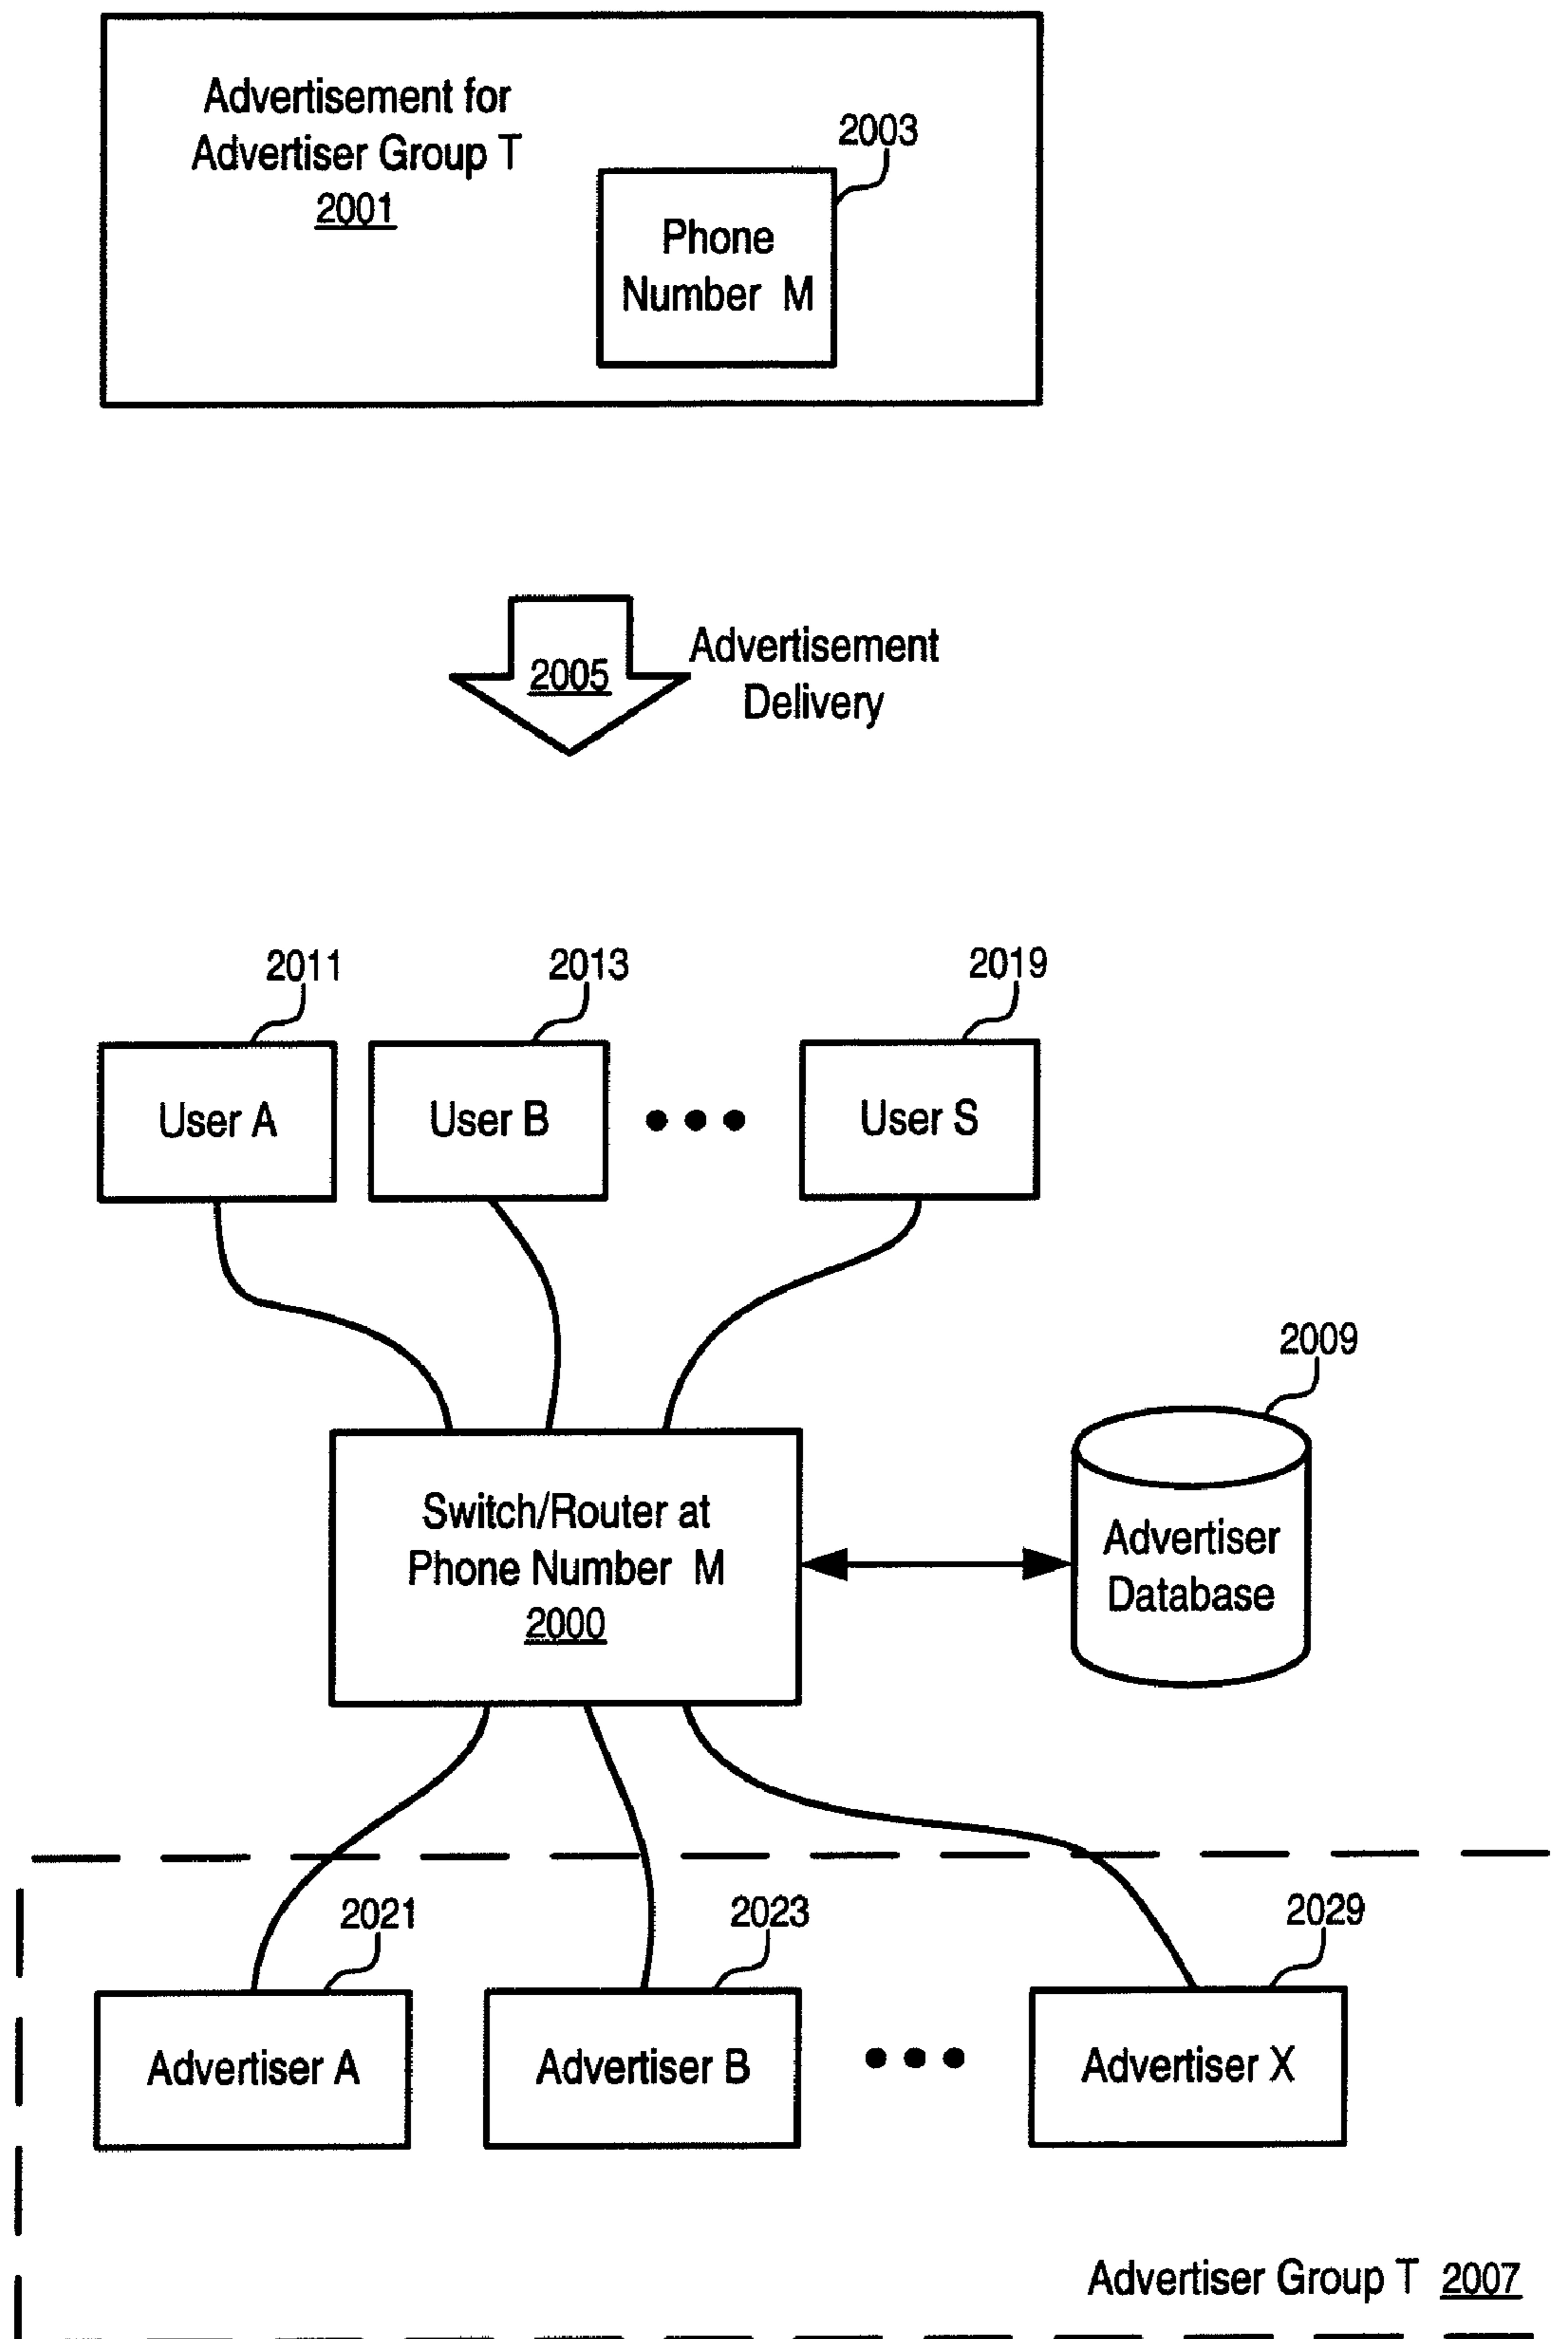 Advertisement for
Advertiser Group T
2001
2003
Phone
Number M
2005
Advertisement
Delivery
2011
2013
2019
User A
User B
User S
2009
Switch/Router at
Phone Number M
2000
Advertiser
Database
2021
2023
2029
Advertiser A
Advertiser B
Advertiser X
Advertiser Group T 2007